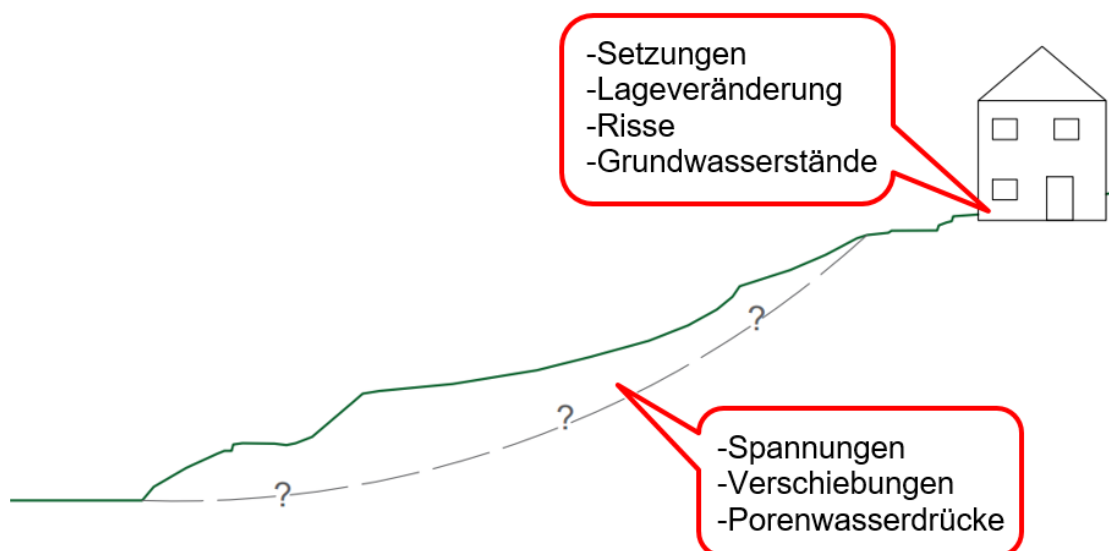 -Setzungen
-Lageveränderung
-Risse
-Grundwasserstände
?
?
?
-Spannungen
-Verschiebungen
-Porenwasserdrücke